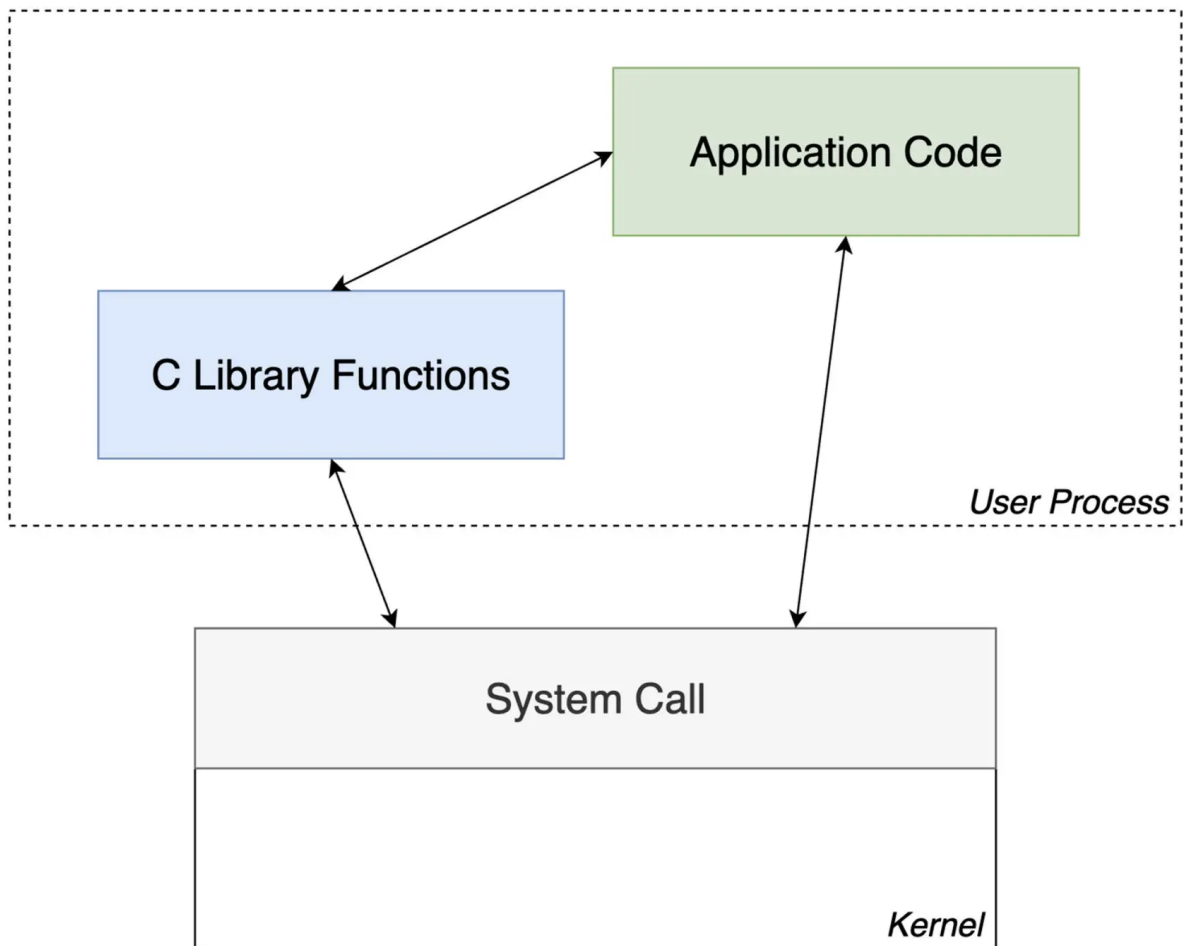 Application Code
C Library Functions
User Process
System Call
Kernel